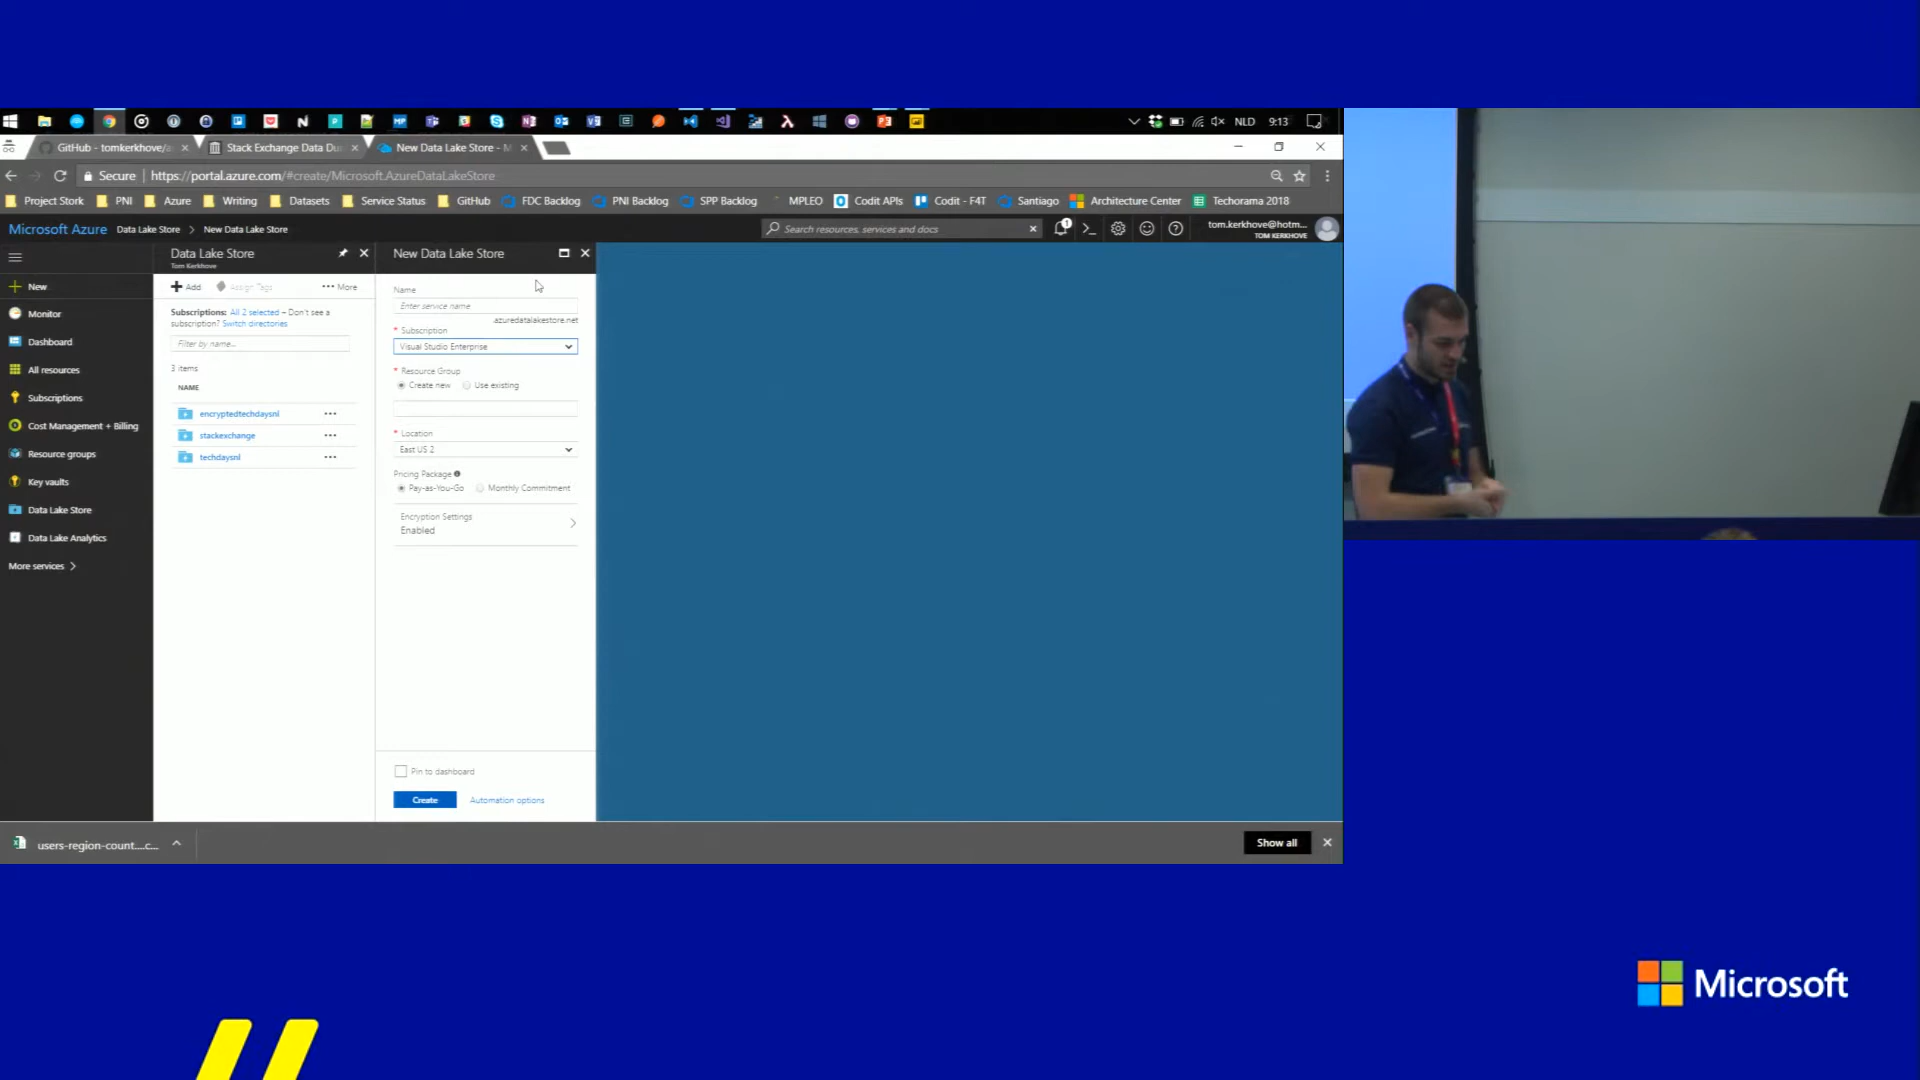 NLD 9:13
GitHub - tomkerkhove/a
Stack Exchange Data Du
New Data Lake Store - M
Secure https://portal.azure.com/#create/Microsoft.AzureDataLakeStore
Project Stork PNI Azure Writing Datasets Service Status GitHub FDC Backlog PNI Backlog SPP Backlog MPLEO Codit APIs Codit - F4T Santiago Architecture Center Techorama 2018
Microsoft Azure Data Lake Store > New Data Lake Store
Search resources, services and docs
1
tom.kerkhove@hotm...
TOM KERKHOVE
New
Monitor
Dashboard
All resources
Subscriptions
Cost Management + Billing
Resource groups
Key vaults
Data Lake Store
Data Lake Analytics
More services >
Data Lake Store
Tom Kerkhove
Add Assign Tags ••• More
Subscriptions: All 2 selected – Don't see a
subscription? Switch directories
Filter by name...
3 items
NAME
encryptedtechdaysnl
stackexchange
techdaysnl
New Data Lake Store
Name
Enter service name
azuredatalakestore.net
* Subscription
Visual Studio Enterprise
* Resource Group
Create new Use existing
* Location
East US 2
Pricing Package
Pay-as-You-Go Monthly Commitment
Encryption Settings
Enabled
Pin to dashboard
Create Automation options
users-region-count....c...
Show all
Microsoft